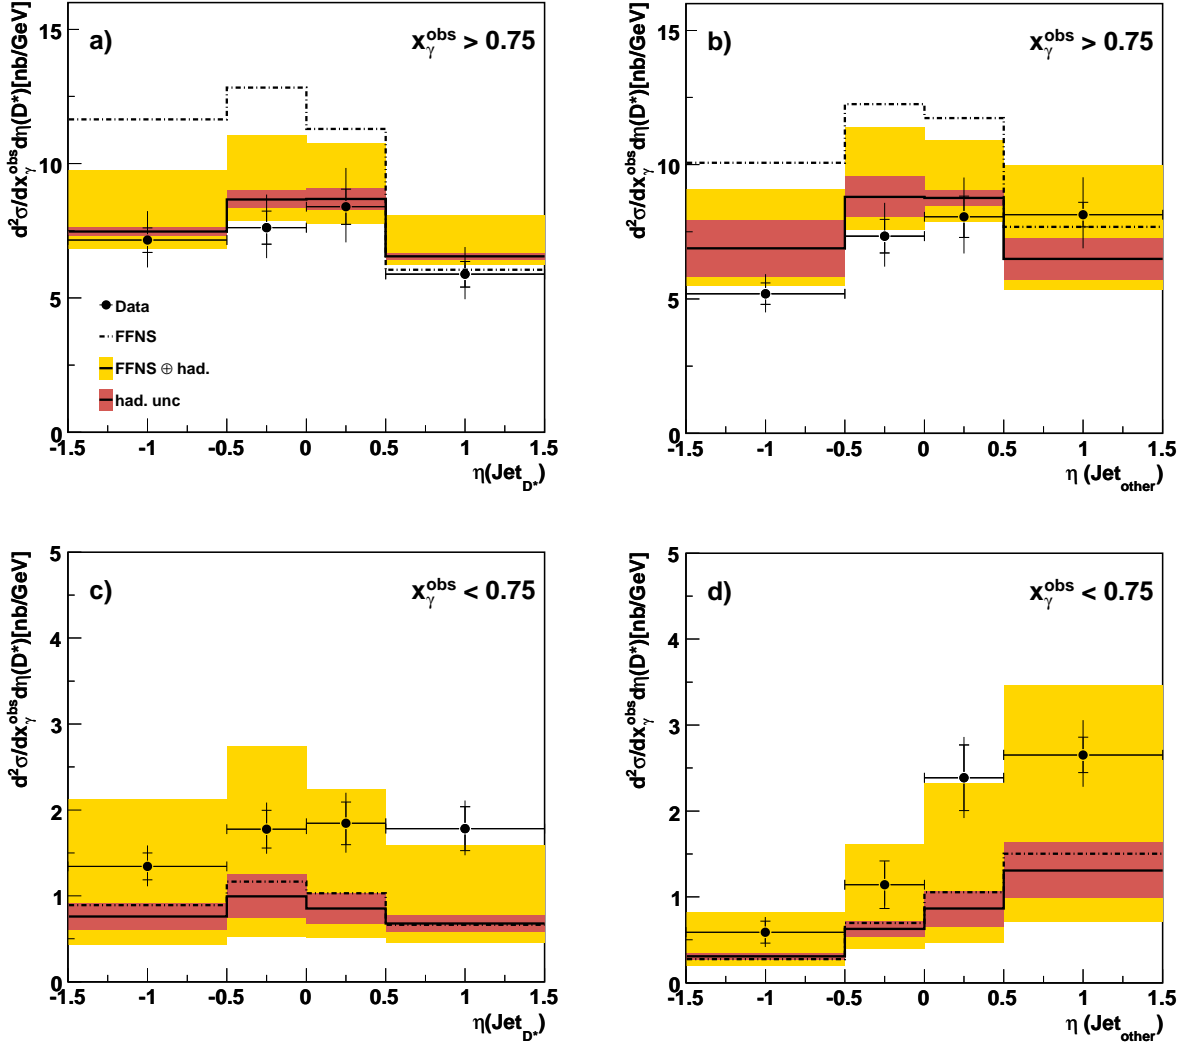 a)
x_γ^obs > 0.75
d²σ/dx_γ^obs dη(D*)[nb/GeV]
15
10
5
0
Data
FFNS
FFNS ⊕ had.
had. unc
-1.5 -1 -0.5 0 0.5 1 1.5
η(Jet_D*)
b)
x_γ^obs > 0.75
d²σ/dx_γ^obs dη(D*)[nb/GeV]
15
10
5
0
-1.5 -1 -0.5 0 0.5 1 1.5
η (Jet_other)
c)
x_γ^obs < 0.75
d²σ/dx_γ^obs dη(D*)[nb/GeV]
5
4
3
2
1
0
-1.5 -1 -0.5 0 0.5 1 1.5
η(Jet_D*)
d)
x_γ^obs < 0.75
d²σ/dx_γ^obs dη(D*)[nb/GeV]
5
4
3
2
1
0
-1.5 -1 -0.5 0 0.5 1 1.5
η (Jet_other)